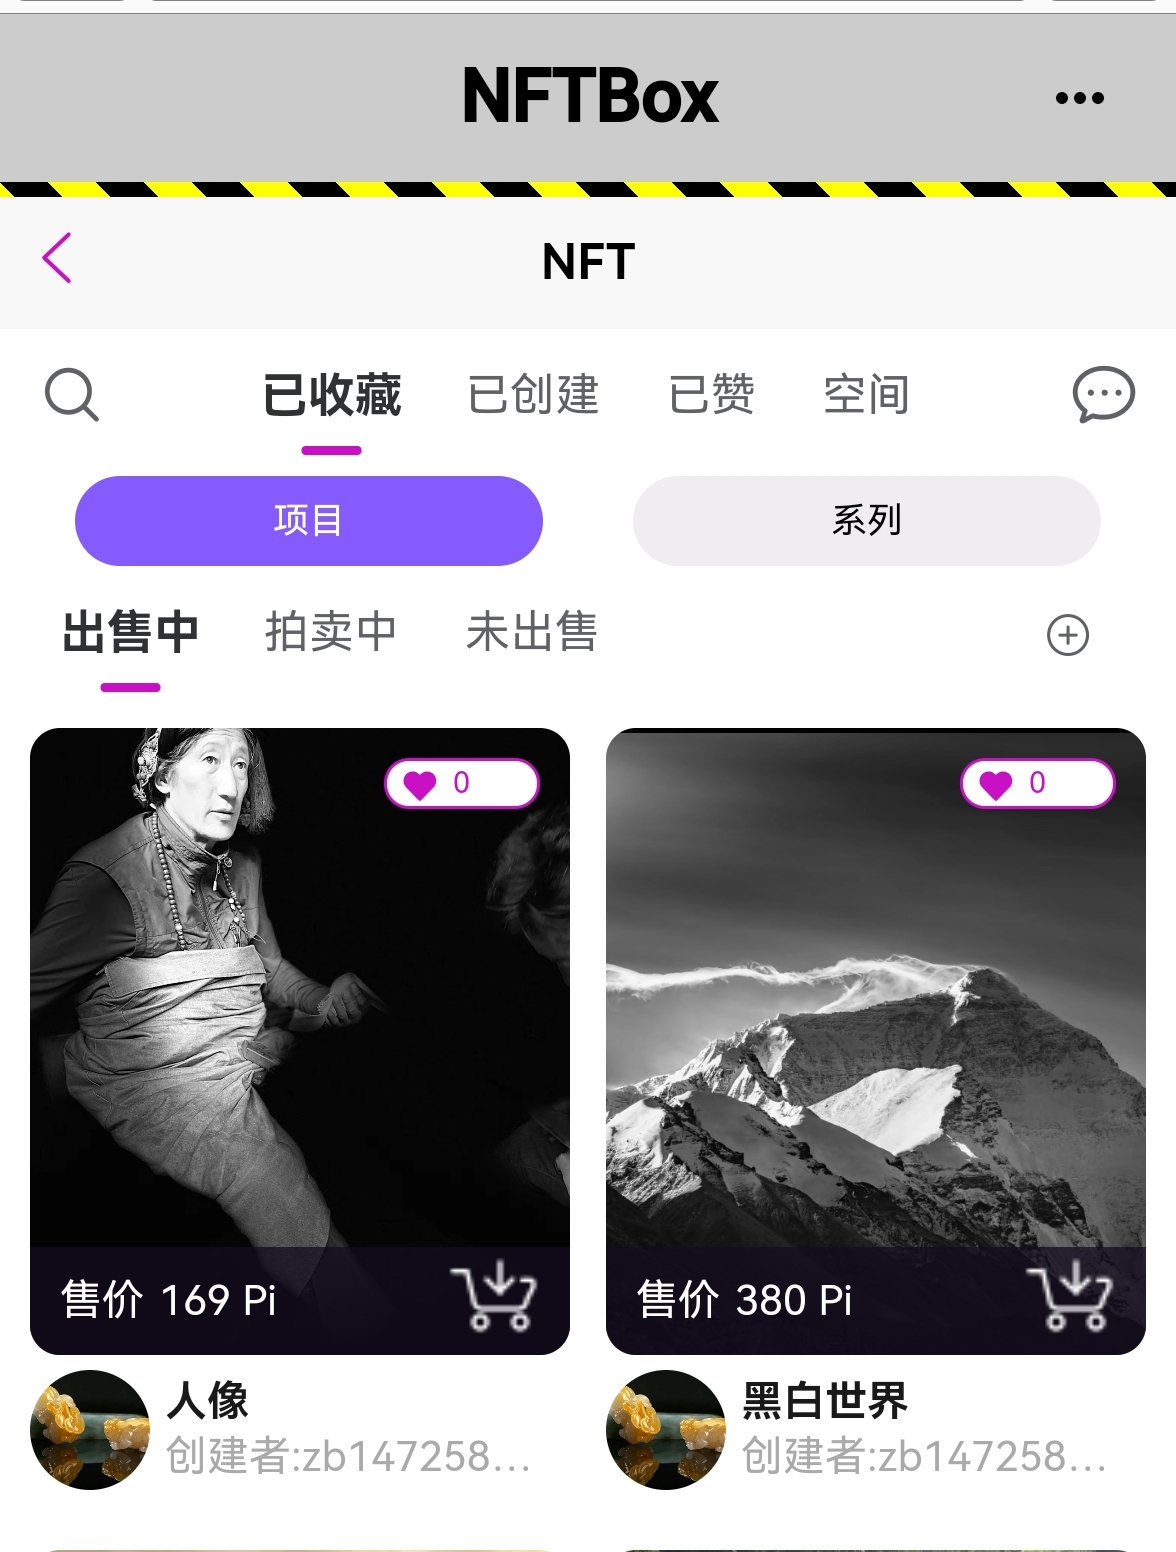 NFTBox
NFT
已收藏 已创建 已赞 空间
项目 系列
出售中 拍卖中 未出售
0
0
售价 169 Pi
售价 380 Pi
人像
创建者:zb147258...
黑白世界
创建者:zb147258...